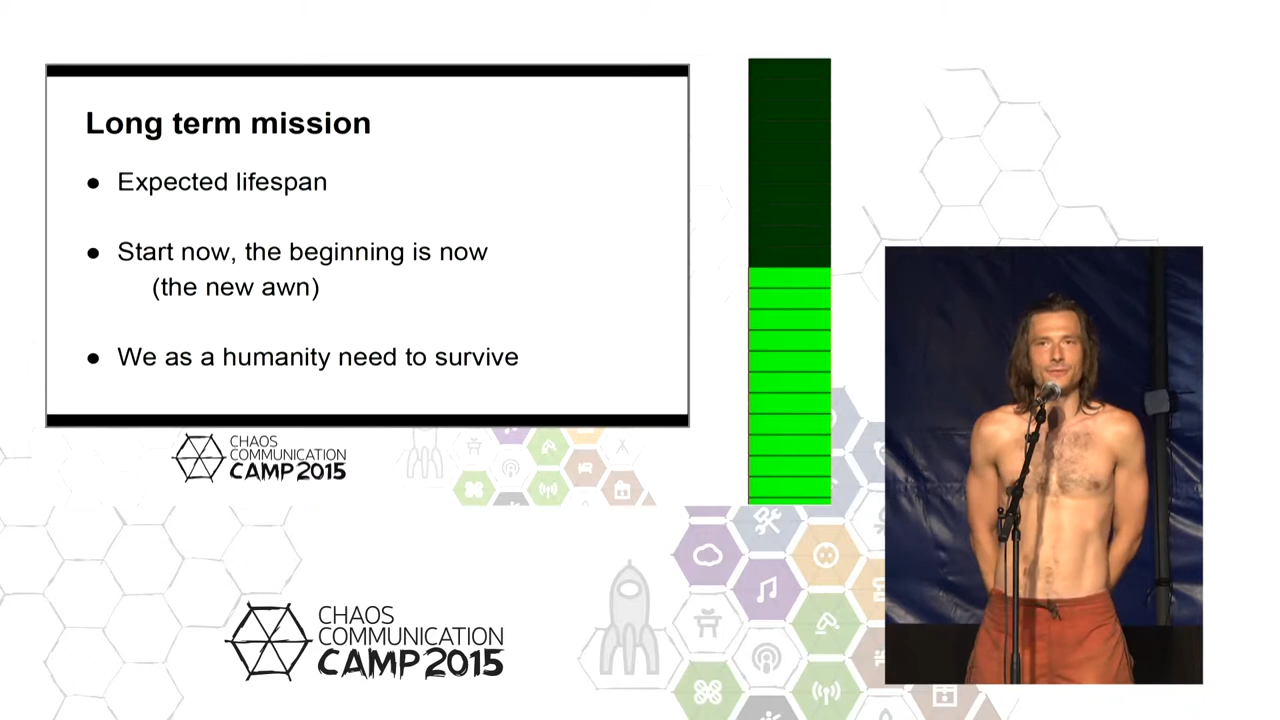 Long term mission
● Expected lifespan
● Start now, the beginning is now
(the new awn)
● We as a humanity need to survive
CHAOS
COMMUNICATION
CAMP 2015
CHAOS
COMMUNICATION
CAMP 2015